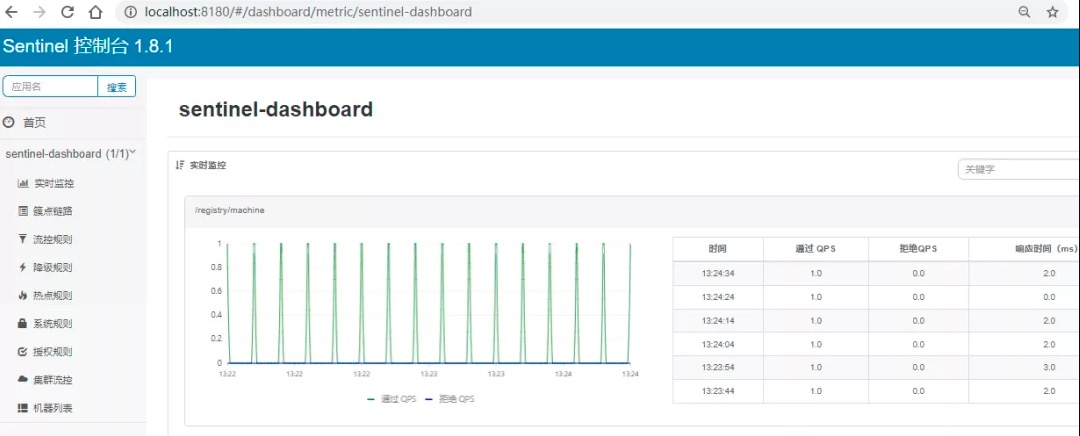 localhost:8180/#/dashboard/metric/sentinel-dashboard
Sentinel 控制台 1.8.1
应用名 搜索
首页
sentinel-dashboard (1/1)
实时监控
簇点链路
流控规则
降级规则
热点规则
系统规则
授权规则
集群流控
机器列表
sentinel-dashboard
实时监控
关键字
/registry/machine
1
0.8
0.6
0.4
0.2
0
13:22 13:22 13:22 13:23 13:23 13:24 13:24
通过 QPS 拒绝 QPS
时间 通过 QPS 拒绝QPS 响应时间（ms）
13:24:34 1.0 0.0 2.0
13:24:24 1.0 0.0 0.0
13:24:14 1.0 0.0 2.0
13:24:04 1.0 0.0 2.0
13:23:54 1.0 0.0 3.0
13:23:44 1.0 0.0 2.0